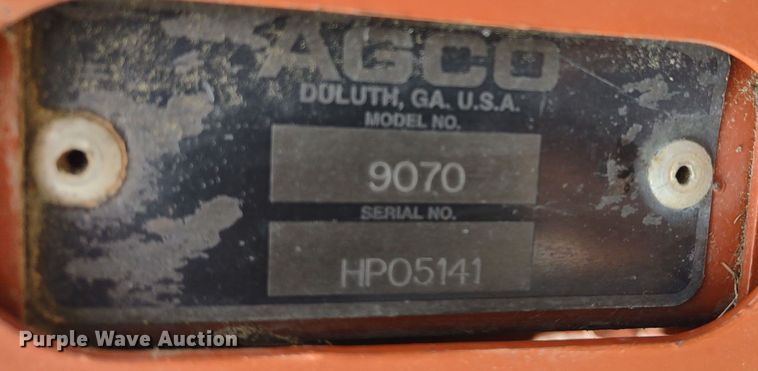 AGCO
DULUTH, GA. U.S.A.
MODEL NO.
9070
SERIAL NO.
HP05141
Purple Wave Auction